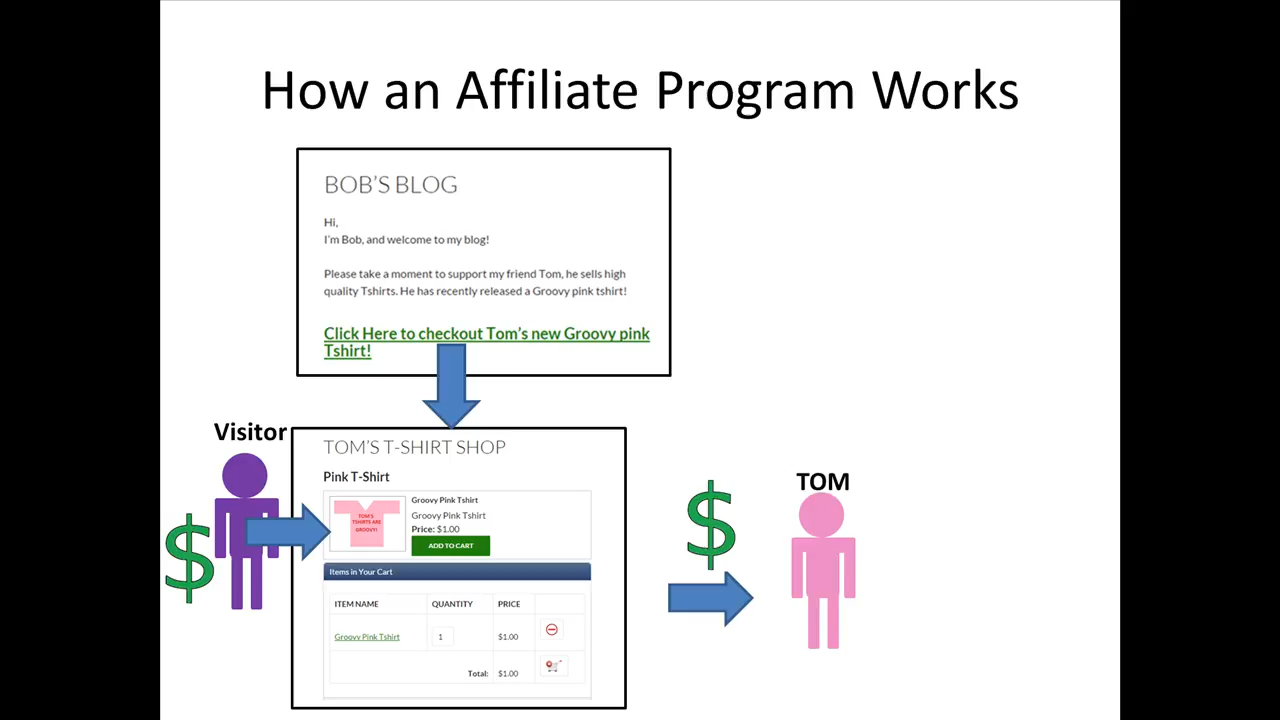 How an Affiliate Program Works
BOB'S BLOG
Hi,
I'm Bob, and welcome to my blog!
Please take a moment to support my friend Tom, he sells high
quality Tshirts. He has recently released a Groovy pink tshirt!
Click Here to checkout Tom's new Groovy pink
Tshirt!
Visitor
$
TOM'S T-SHIRT SHOP
Pink T-Shirt
TOM'S
TSHIRTS ARE
GROOVY!
Groovy Pink Tshirt
Groovy Pink Tshirt
Price: $1.00
ADD TO CART
Items in Your Cart
ITEM NAME QUANTITY PRICE
Groovy Pink Tshirt 1 $1.00
Total: $1.00
$
TOM